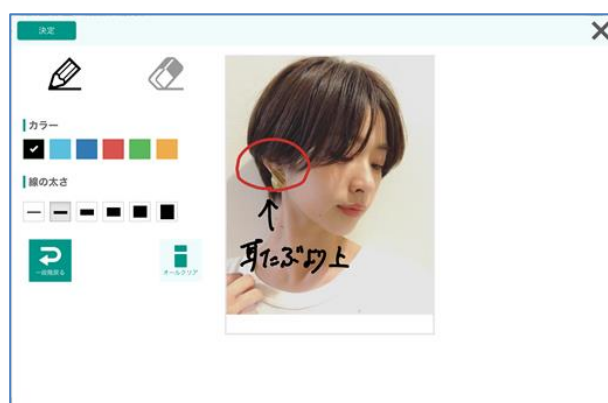 決定
カラー
線の太さ
一段階戻る
オールクリア
耳たぶより上